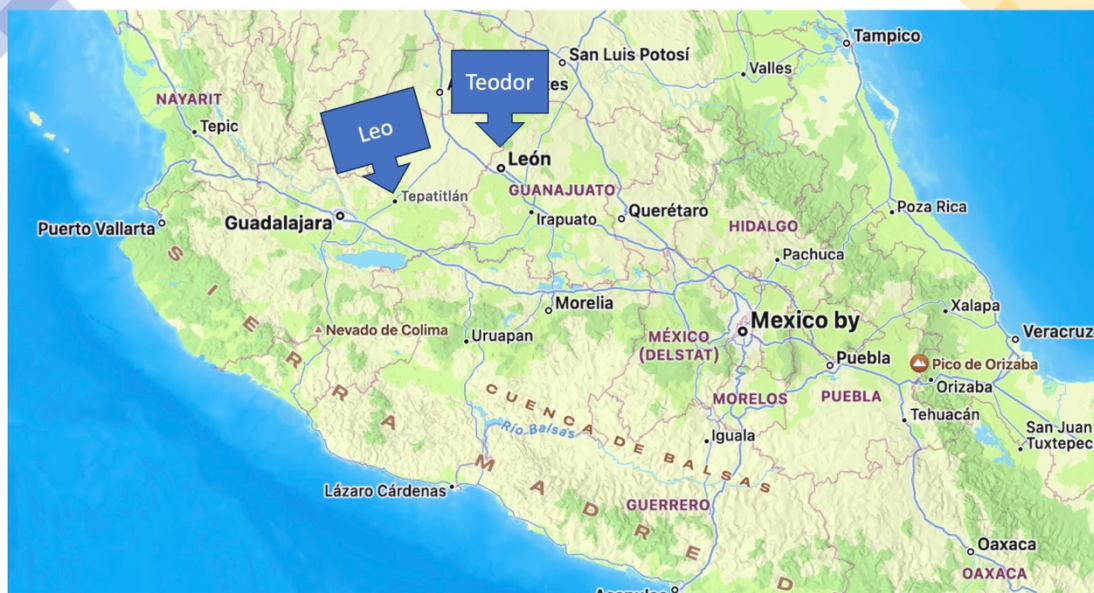 Tampico
San Luis Potosí
Valles
Teodor
NAYARIT
Tepic
Leo
León
Tepatitlán
GUANAJUATO
Guadalajara
Irapuato
Querétaro
Poza Rica
Puerto Vallarta
HIDALGO
Pachuca
Morelia
Xalapa
Mexico by
Nevado de Colima
Uruapan
MÉXICO
(DELSTAT)
Veracruz
Puebla
Pico de Orizaba
Orizaba
MORELOS
PUEBLA
Tehuacán
CUENCA DE BALSAS
Río Balsas
Iguala
San Juan
Tuxtepec
Lázaro Cárdenas
GUERRERO
SIERRA MADRE D
Oaxaca
OAXACA